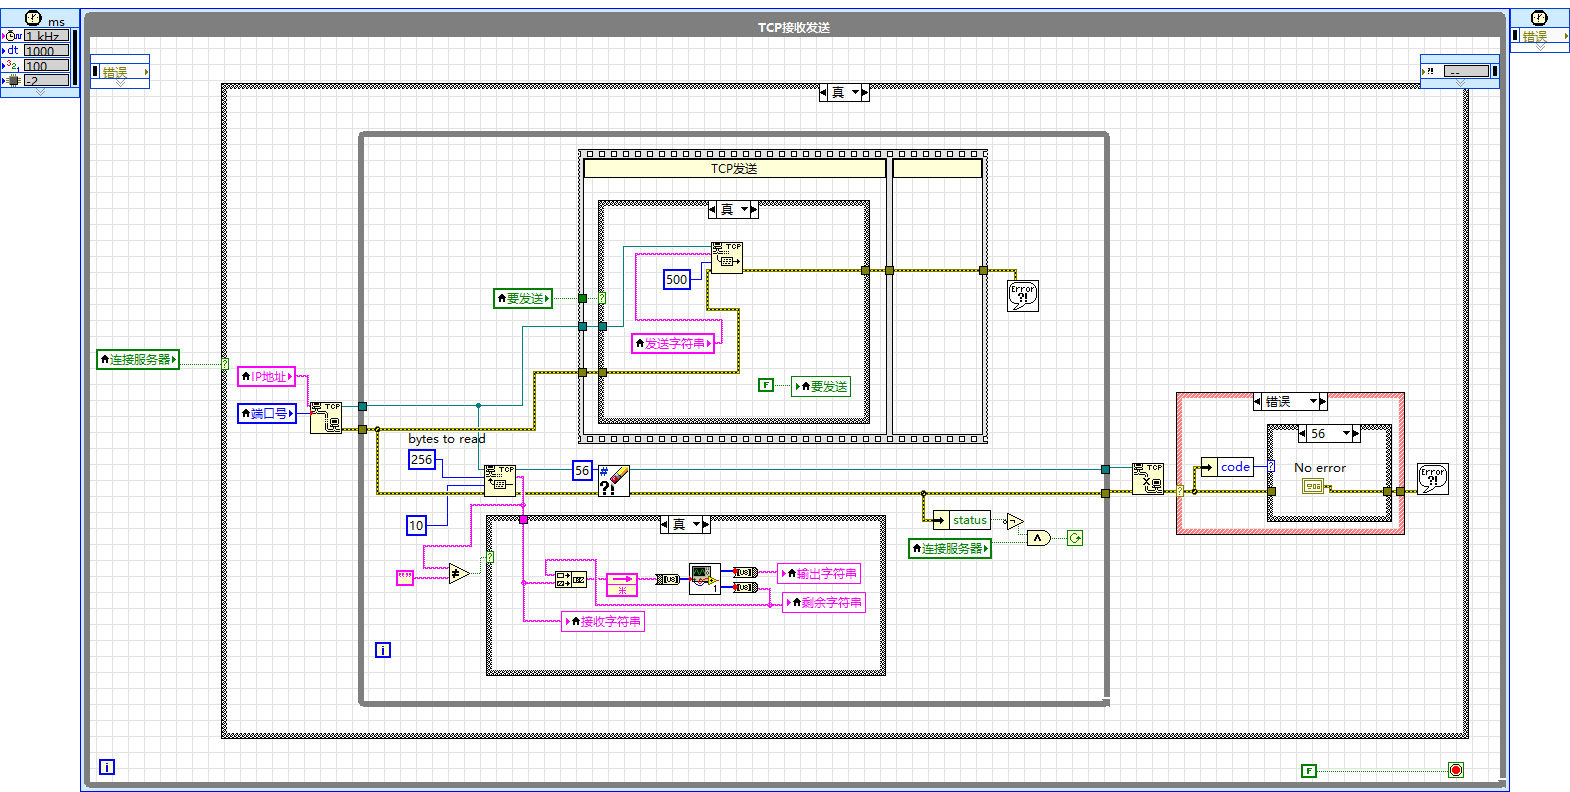 ms
TCP接收发送
1 kHz
dt
1000
错误
错误
100
-2
?!
--
真
TCP发送
真
TCP
500
要发送
Error
?!
发送字符串
连接服务器
IP地址
F
要发送
端口号
TCP
错误
bytes to read
56
256
TCP
56
#
?!
TCP
code
No error
Error
?!
10
真
status
连接服务器
""
输出字符串
1
剩余字符串
接收字符串
i
i
F